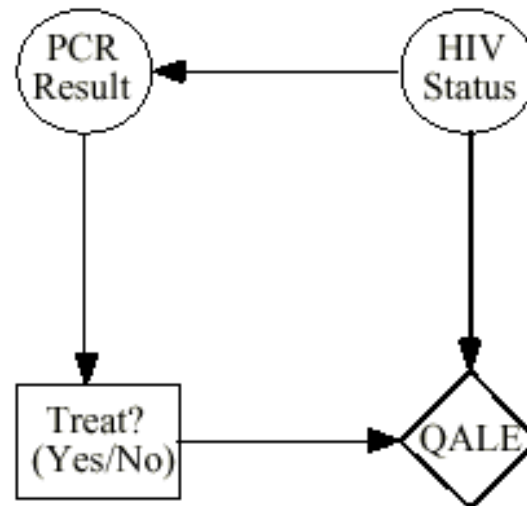 PCR
Result
HIV
Status
Treat?
(Yes/No)
QALE